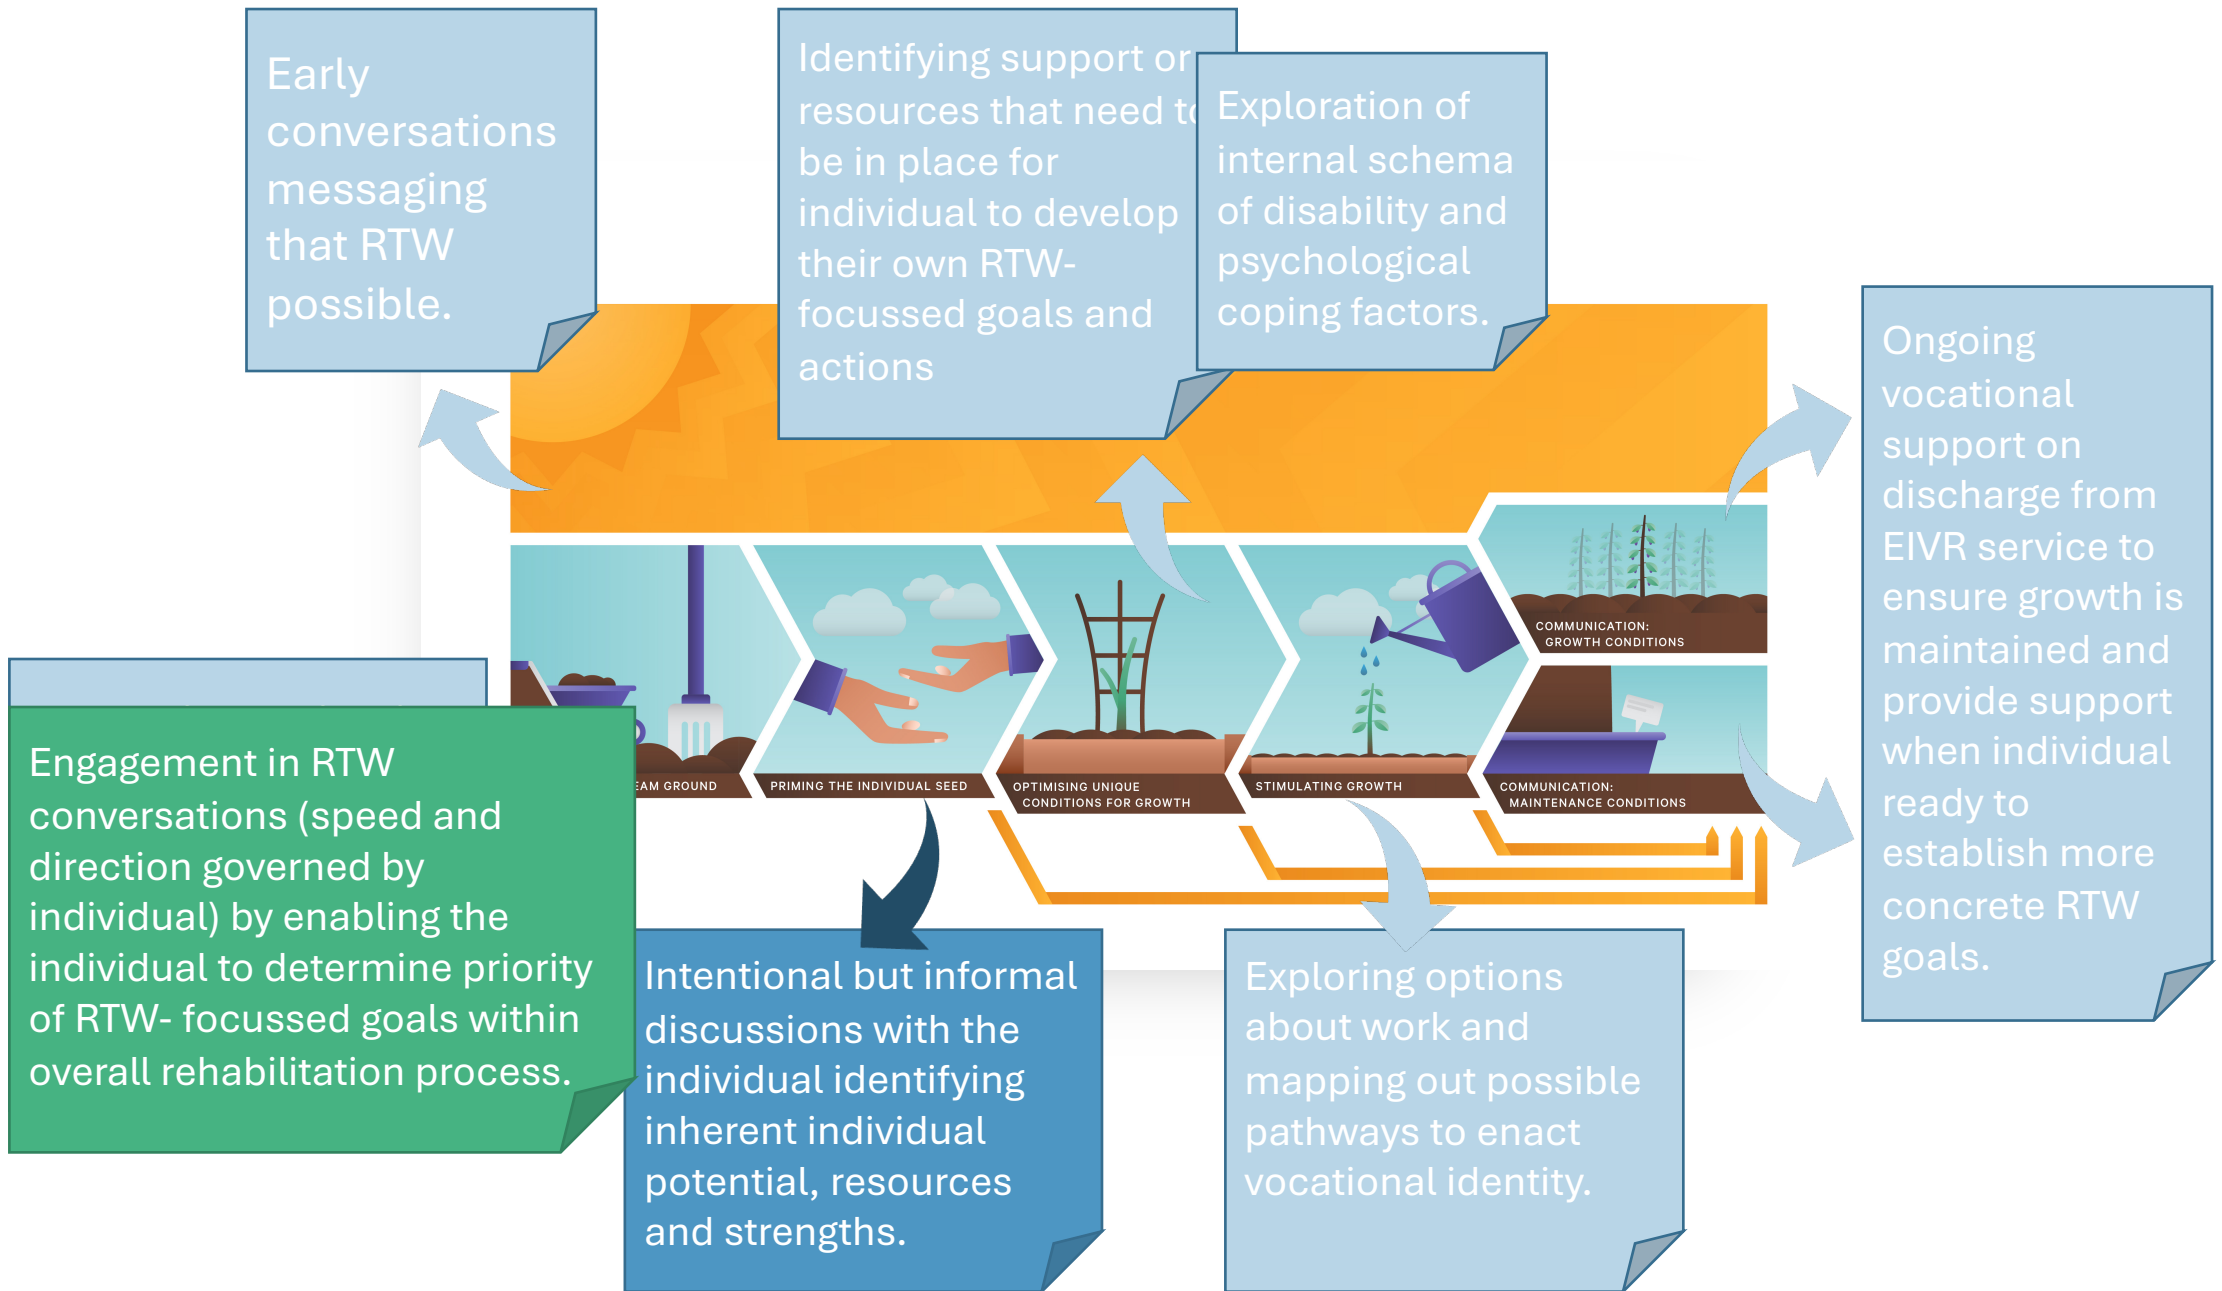 Early
conversations
messaging
that RTW
possible.
Identifying support or
resources that need to
be in place for
individual to develop
their own RTW-
focussed goals and
actions
Exploration of
internal schema
of disability and
psychological
coping factors.
Ongoing
vocational
support on
discharge from
EIVR service to
ensure growth is
maintained and
provide support
when individual
ready to
establish more
concrete RTW
goals.
COMMUNICATION:
GROWTH CONDITIONS
GROUND
PRIMING THE INDIVIDUAL SEED
OPTIMISING UNIQUE
CONDITIONS FOR GROWTH
STIMULATING GROWTH
COMMUNICATION:
MAINTENANCE CONDITIONS
Engagement in RTW
conversations (speed and
direction governed by
individual) by enabling the
individual to determine priority
of RTW- focussed goals within
overall rehabilitation process.
Intentional but informal
discussions with the
individual identifying
inherent individual
potential, resources
and strengths.
Exploring options
about work and
mapping out possible
pathways to enact
vocational identity.